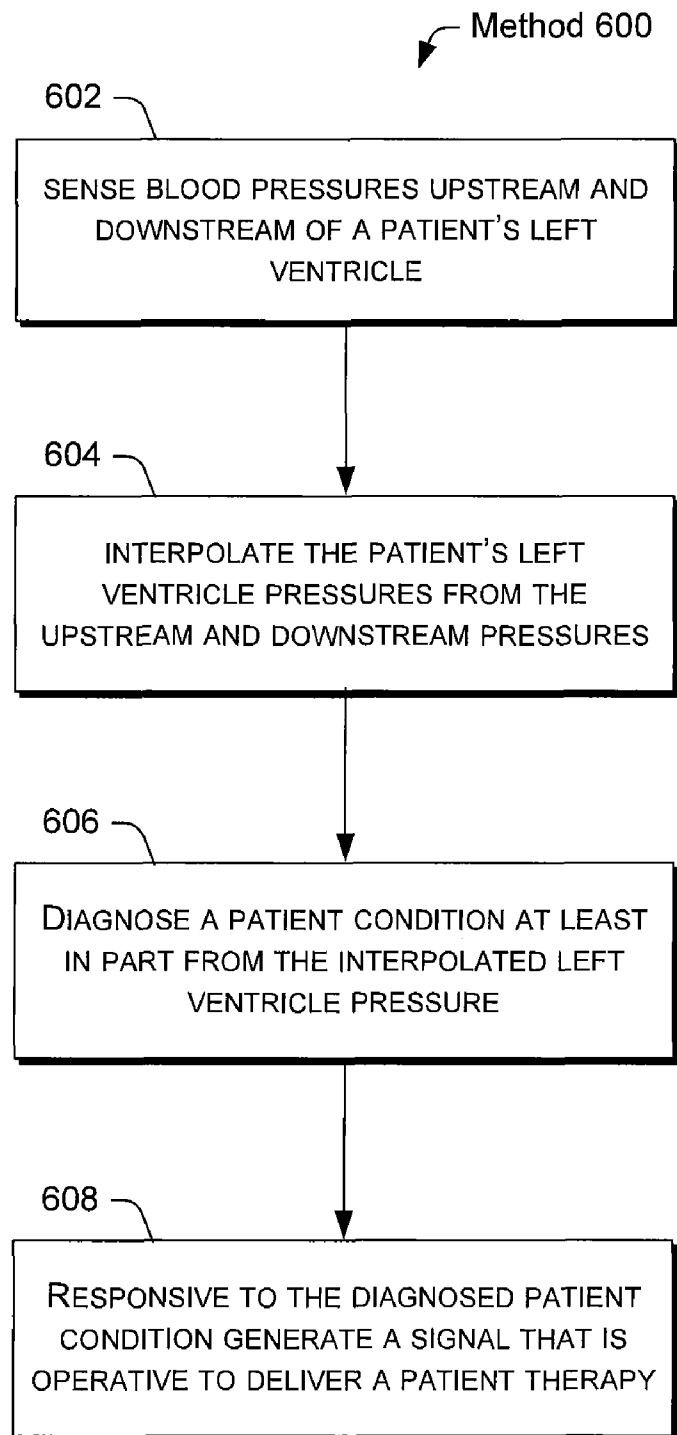 Method 600
602
SENSE BLOOD PRESSURES UPSTREAM AND
DOWNSTREAM OF A PATIENT'S LEFT
VENTRICLE
604
INTERPOLATE THE PATIENT'S LEFT
VENTRICLE PRESSURES FROM THE
UPSTREAM AND DOWNSTREAM PRESSURES
606
DIAGNOSE A PATIENT CONDITION AT LEAST
IN PART FROM THE INTERPOLATED LEFT
VENTRICLE PRESSURE
608
RESPONSIVE TO THE DIAGNOSED PATIENT
CONDITION GENERATE A SIGNAL THAT IS
OPERATIVE TO DELIVER A PATIENT THERAPY